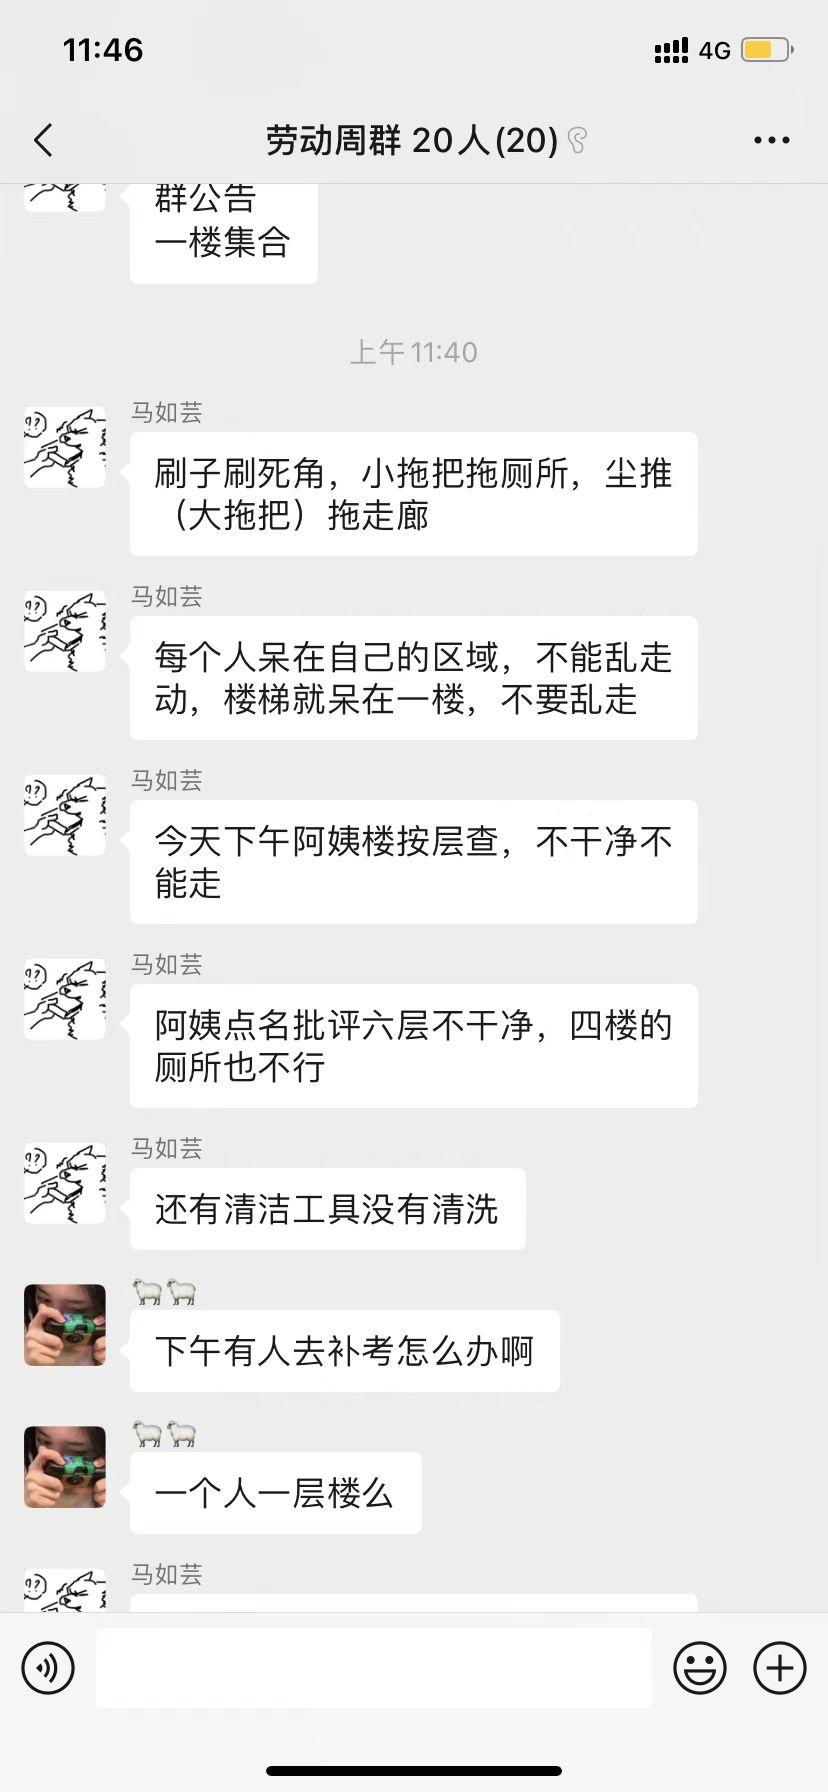 11:46
4G
劳动周群 20人(20)
群公告
一楼集合
上午11:40
马如芸
刷子刷死角，小拖把拖厕所，尘推
（大拖把）拖走廊
马如芸
每个人呆在自己的区域，不能乱走
动，楼梯就呆在一楼，不要乱走
马如芸
今天下午阿姨楼按层查，不干净不
能走
马如芸
阿姨点名批评六层不干净，四楼的
厕所也不行
马如芸
还有清洁工具没有清洗
🐑🐑
下午有人去补考怎么办啊
🐑🐑
一个人一层楼么
马如芸